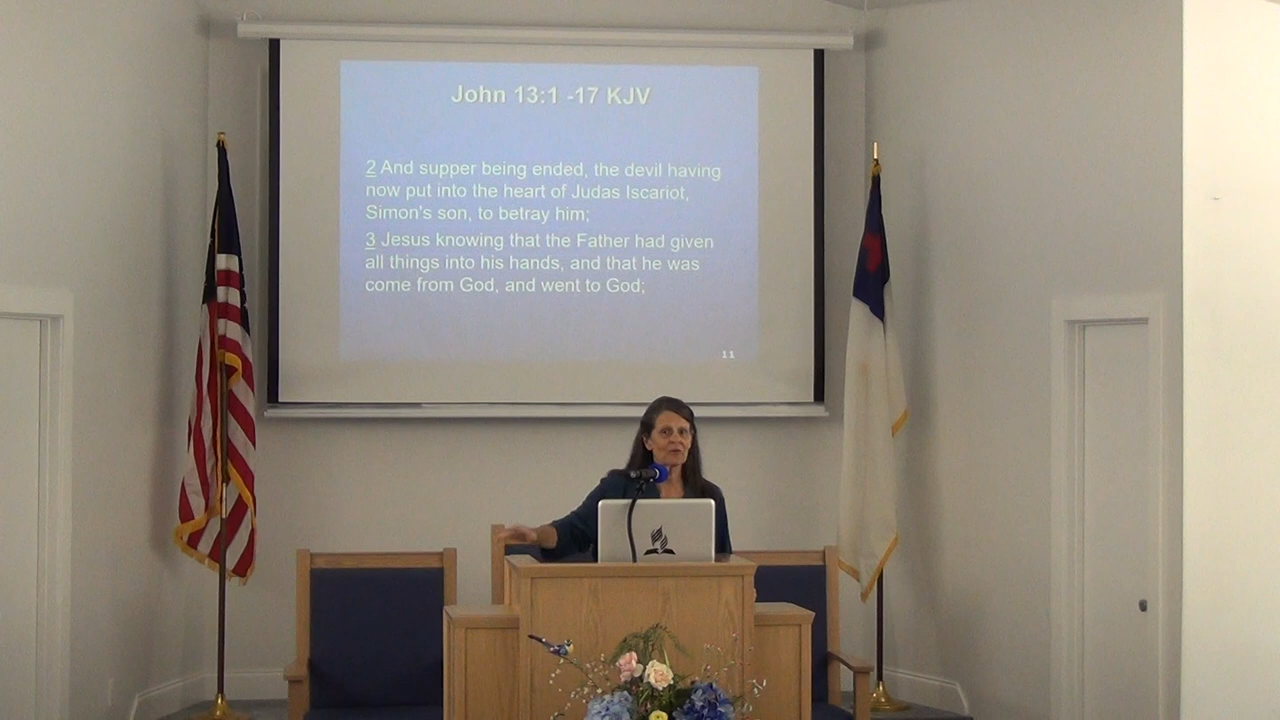 John 13:1 -17 KJV
2 And supper being ended, the devil having
now put into the heart of Judas Iscariot,
Simon's son, to betray him;
3 Jesus knowing that the Father had given
all things into his hands, and that he was
come from God, and went to God;
11